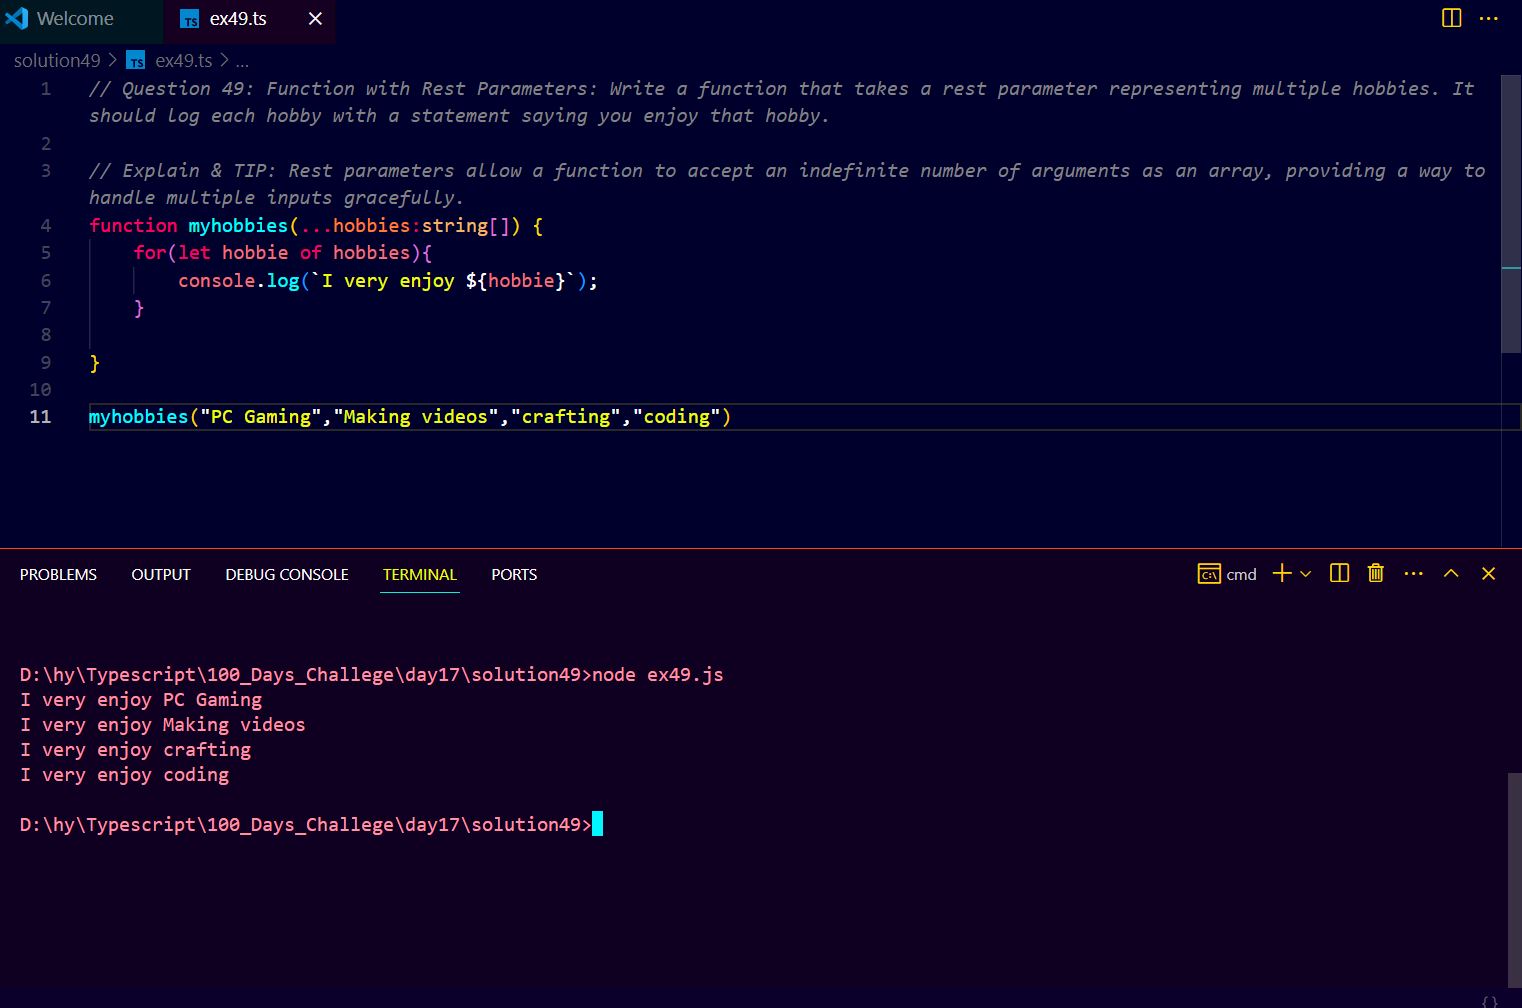 Welcome
TS ex49.ts
solution49 > TS ex49.ts > ...
1 // Question 49: Function with Rest Parameters: Write a function that takes a rest parameter representing multiple hobbies. It
should log each hobby with a statement saying you enjoy that hobby.
2
3 // Explain & TIP: Rest parameters allow a function to accept an indefinite number of arguments as an array, providing a way to
handle multiple inputs gracefully.
4 function myhobbies(...hobbies:string[]) {
5     for(let hobbie of hobbies){
6         console.log(`I very enjoy ${hobbie}`);
7     }
8
9 }
10
11 myhobbies("PC Gaming","Making videos","crafting","coding")
PROBLEMS OUTPUT DEBUG CONSOLE TERMINAL PORTS cmd
D:\hy\Typescript\100_Days_Challege\day17\solution49>node ex49.js
I very enjoy PC Gaming
I very enjoy Making videos
I very enjoy crafting
I very enjoy coding
D:\hy\Typescript\100_Days_Challege\day17\solution49>
{}